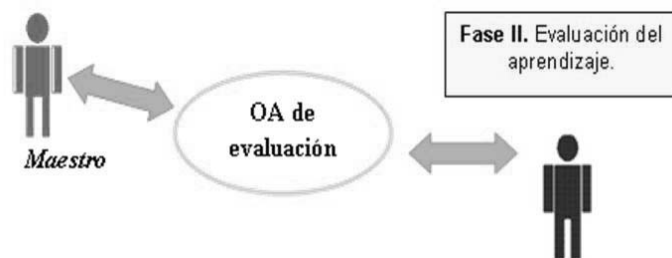 Fase II. Evaluación del
aprendizaje.
OA de
evaluación
Maestro